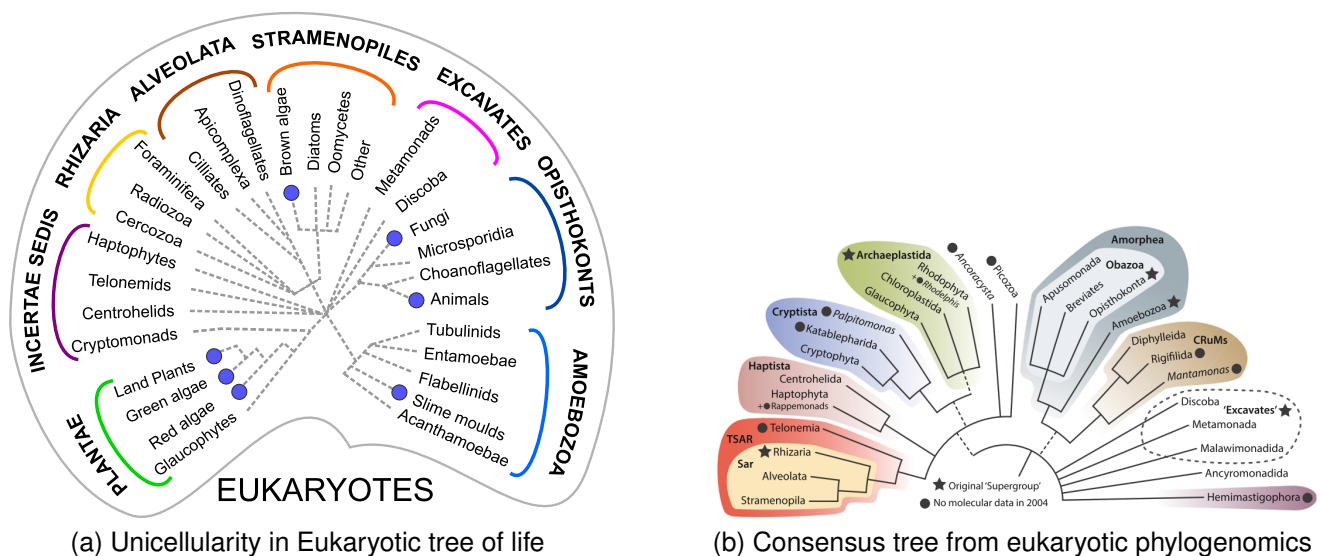 INCERTAE SEDIS
RHIZARIA
ALVEOLATA
STRAMENOPILES
EXCAVATES
OPISTHOKONTS
AMOEBOZOA
PLANTAE
Foraminifera
Radiozoa
Cercozoa
Haptophytes
Telonemids
Centrohelids
Cryptomonads
Land Plants
Green algae
Red algae
Glaucophytes
Cilliates
Apicomplexa
Dinoflagellates
Brown algae
Diatoms
Oomycetes
Other
Metamonads
Discoba
Fungi
Microsporidia
Choanoflagellates
Animals
Tubulinids
Entamoebae
Flabellinids
Slime moulds
Acanthamoebae
EUKARYOTES
(a) Unicellularity in Eukaryotic tree of life
Archaeplastida
Rhodophyta
+ Rhodelphis
Chloroplastida
Glaucophyta
Ancoracysta
Picozoa
Cryptista
Palpitomonas
Katablepharida
Cryptophyta
Haptista
Centrohelida
Haptophyta
+ Rappemonads
TSAR
Telonemia
Sar
Rhizaria
Alveolata
Stramenopila
Amorphea
Obazoa
Apusomonada
Breviates
Opisthokonta
Amoebozoa
CRuMs
Diphylleida
Rigifilida
Mantamonas
Discoba
'Excavates'
Metamonada
Malawimonadida
Ancyromonadida
Hemimastigophora
Original 'Supergroup'
No molecular data in 2004
(b) Consensus tree from eukaryotic phylogenomics